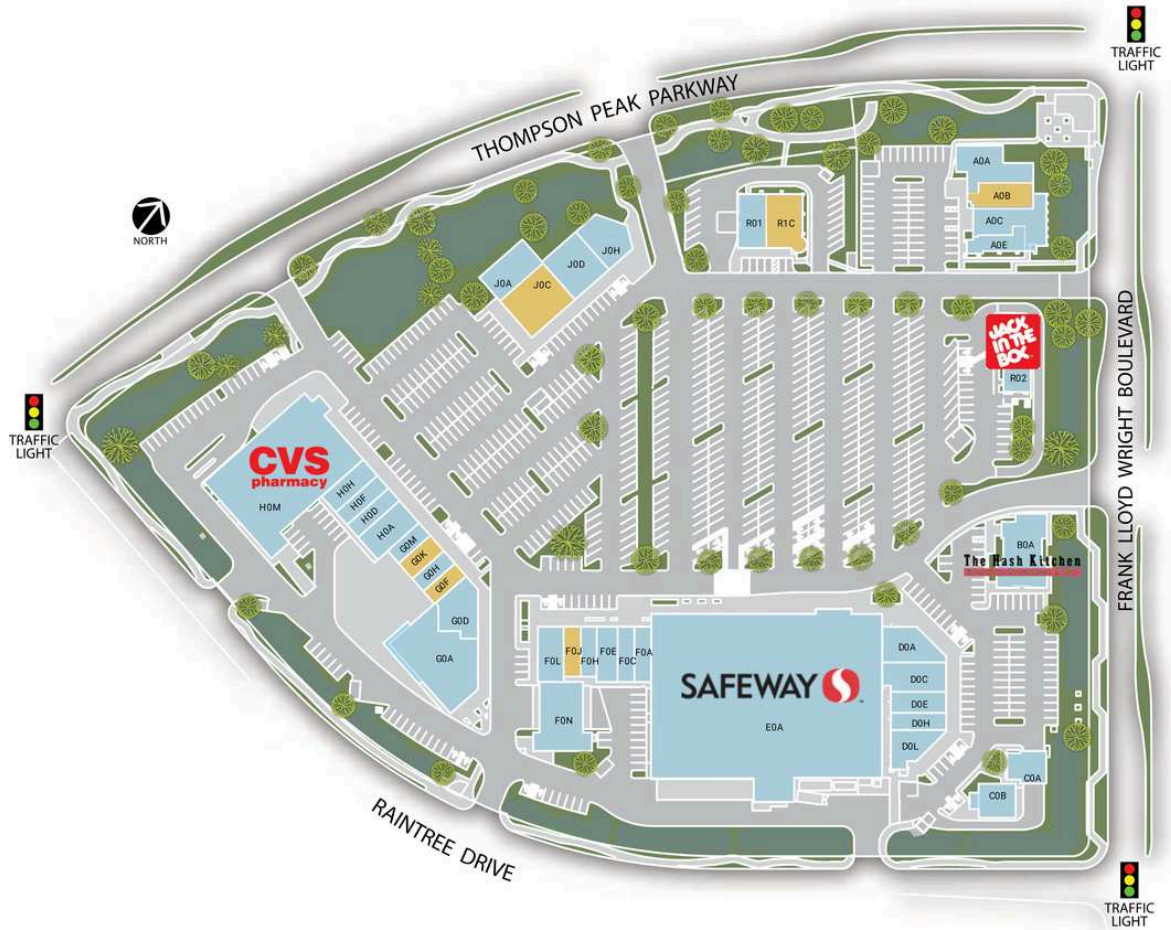 TRAFFIC
LIGHT
THOMPSON PEAK PARKWAY
NORTH
A0A
A0B
A0C
A0E
R01
R1C
J0H
J0D
J0C
J0A
JACK
IN THE
BOX
R02
FRANK LLOYD WRIGHT BOULEVARD
TRAFFIC
LIGHT
CVS
pharmacy
H0M
H0H
H0F
H0D
H0A
G0M
G0K
G0H
G0F
G0D
G0A
B0A
The Hash Kitchen
F0L
F0J
F0H
F0E
F0C
F0A
F0N
SAFEWAY
E0A
D0A
D0C
D0E
D0H
D0L
C0A
C0B
RAINTREE DRIVE
TRAFFIC
LIGHT